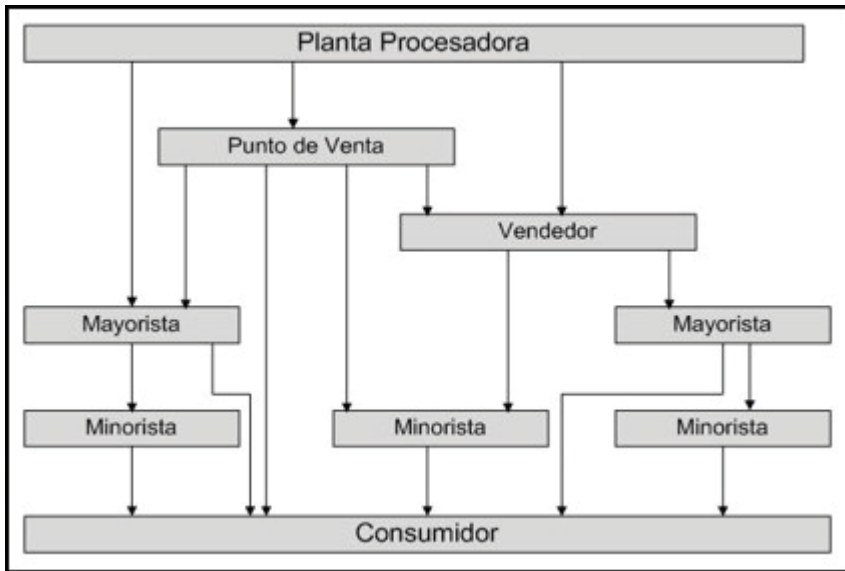 Planta Procesadora
Punto de Venta
Vendedor
Mayorista
Mayorista
Minorista
Minorista
Minorista
Consumidor